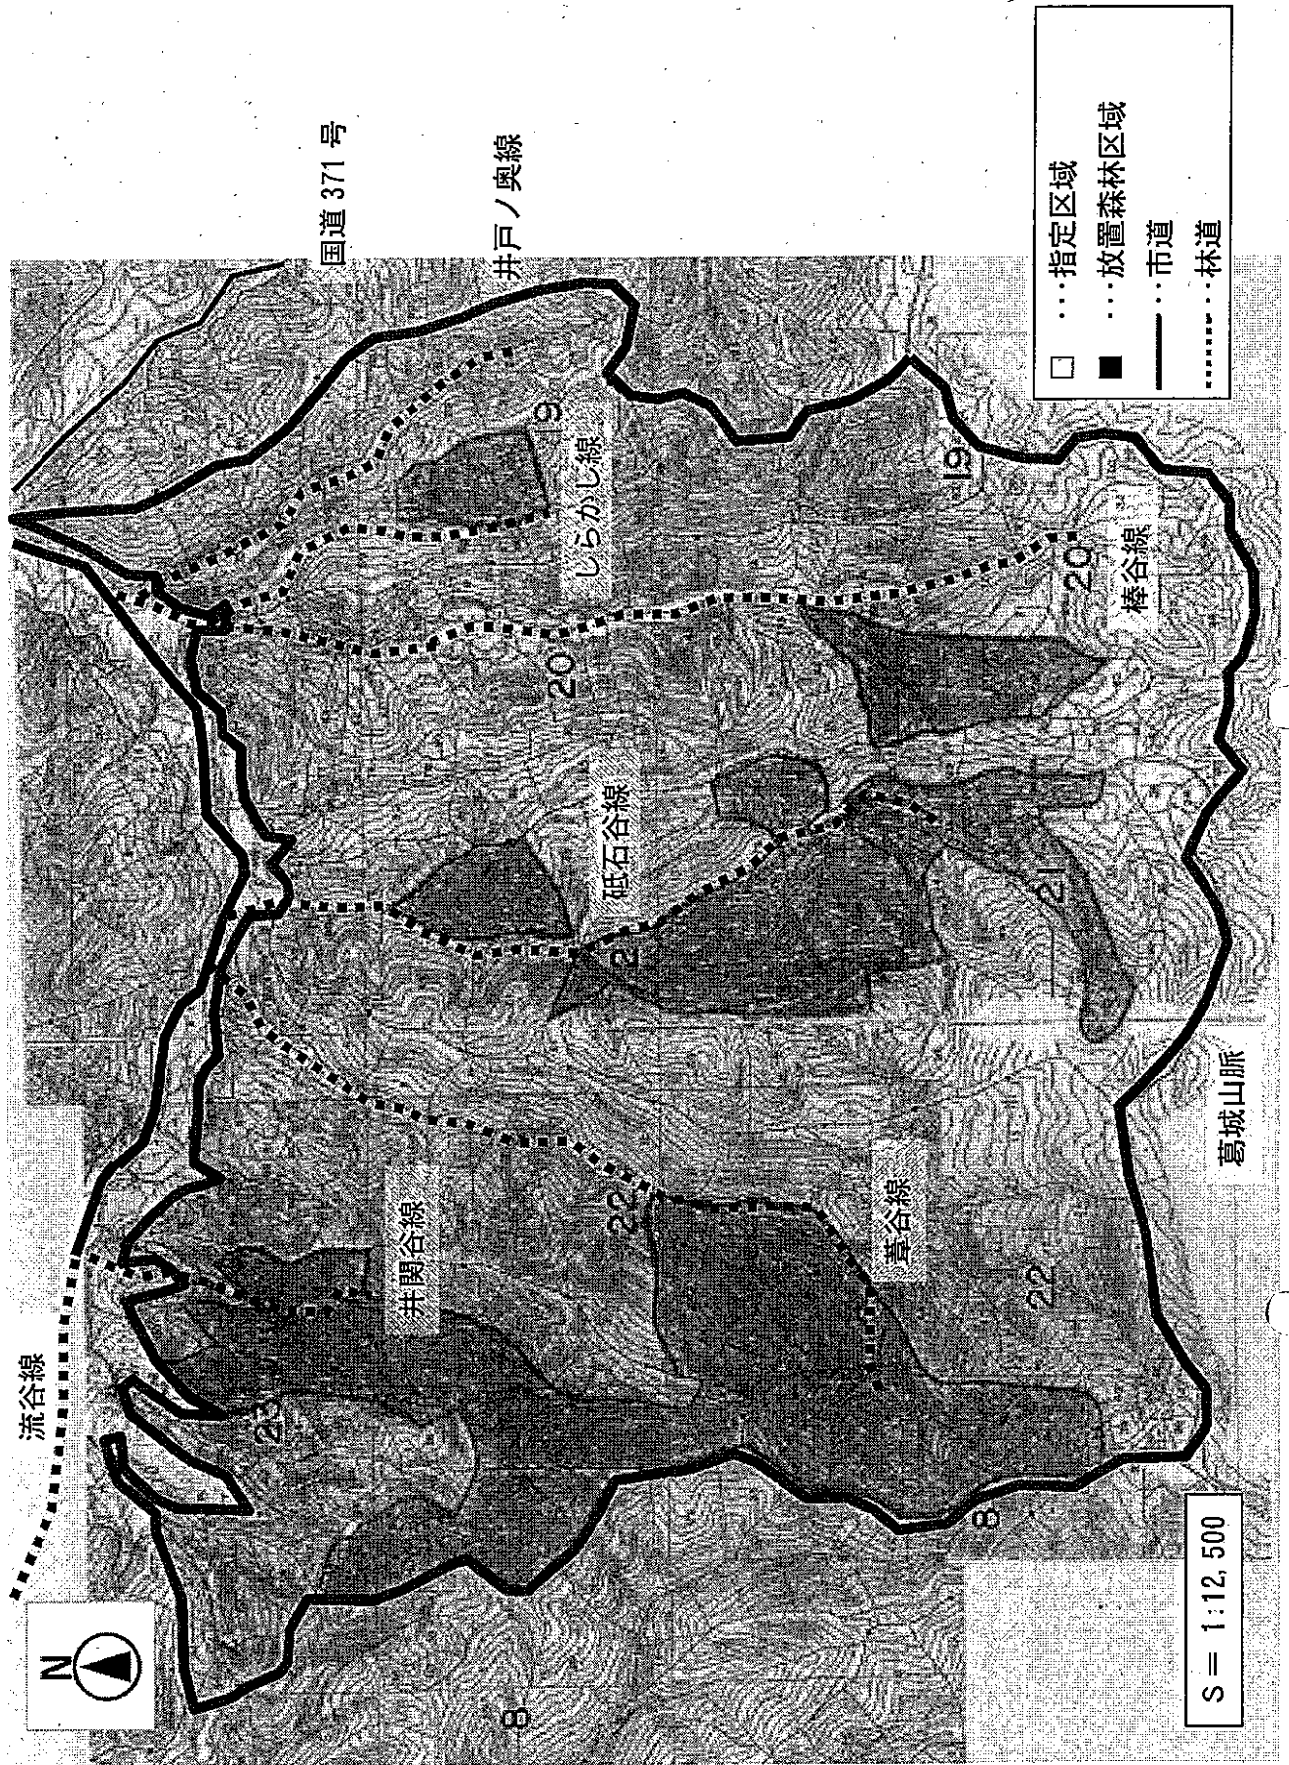 N
流谷線
国道 371 号
井戸ノ奥線
井関谷線
葦谷線
砥石谷線
しらかし線
棒谷線
葛城山脈
23
22
22
21
21
20
20
19
19
8
8
S＝ 1:12,500
□ ･･･指定区域
■ ･･･放置森林区域
･･･市道
･･･林道